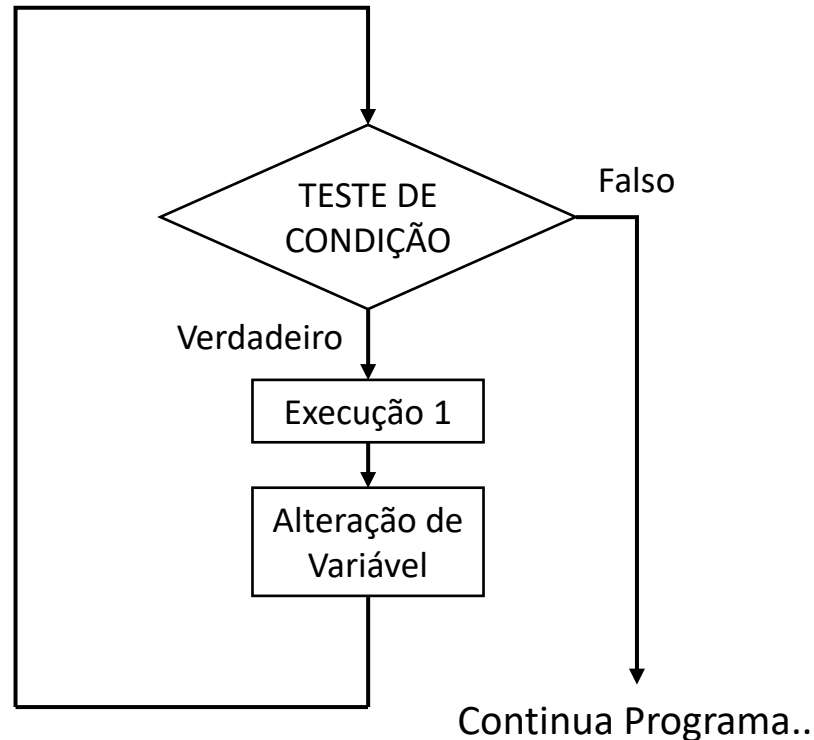 TESTE DE
CONDIÇÃO
Falso
Verdadeiro
Execução 1
Alteração de
Variável
Continua Programa..